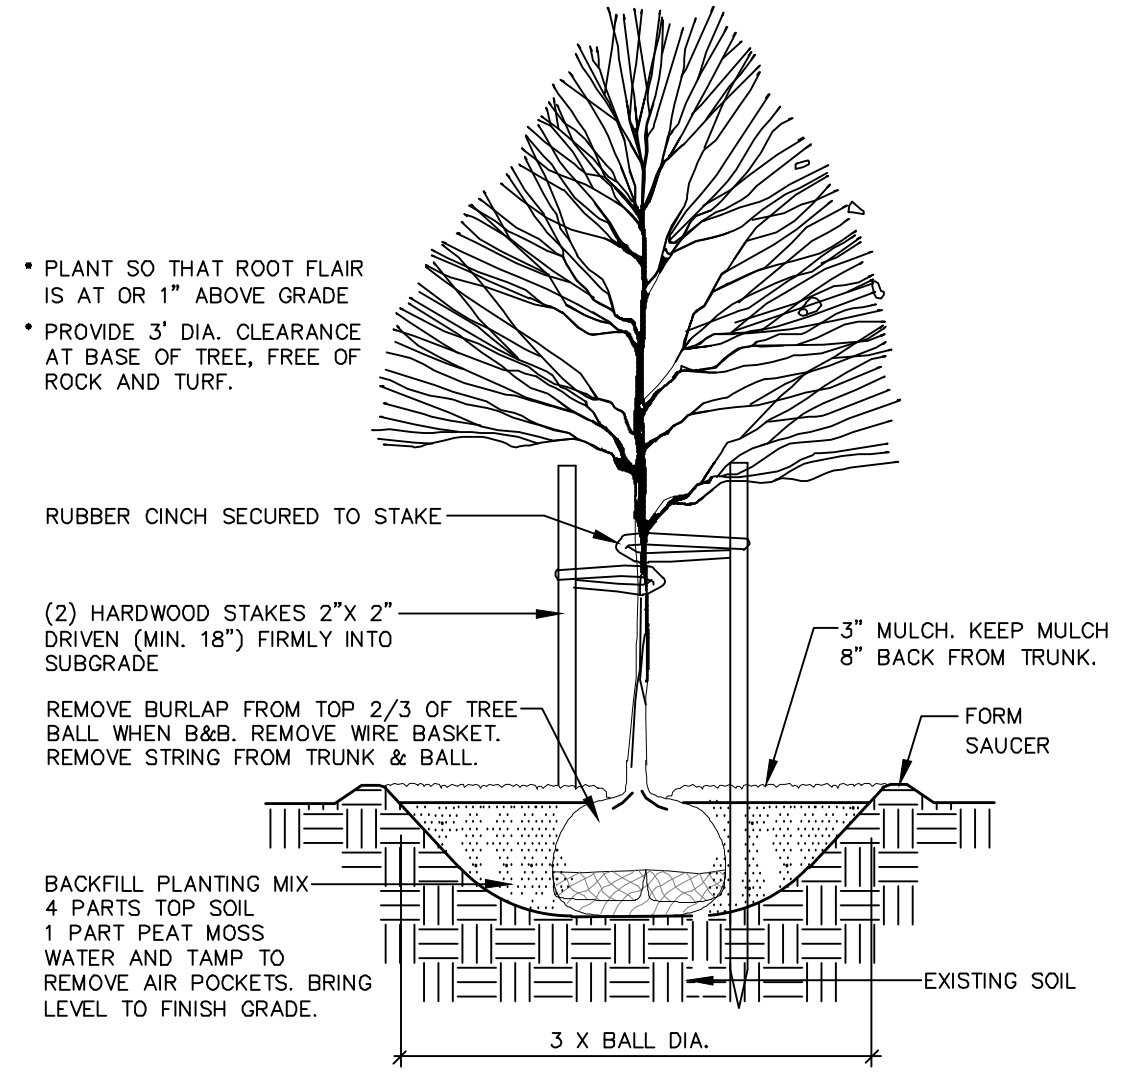 * PLANT SO THAT ROOT FLAIR
IS AT OR 1" ABOVE GRADE
* PROVIDE 3' DIA. CLEARANCE
AT BASE OF TREE, FREE OF
ROCK AND TURF.
RUBBER CINCH SECURED TO STAKE
(2) HARDWOOD STAKES 2"X 2"
DRIVEN (MIN. 18") FIRMLY INTO
SUBGRADE
3" MULCH. KEEP MULCH
8" BACK FROM TRUNK.
REMOVE BURLAP FROM TOP 2/3 OF TREE
BALL WHEN B&B. REMOVE WIRE BASKET.
REMOVE STRING FROM TRUNK & BALL.
FORM
SAUCER
BACKFILL PLANTING MIX
4 PARTS TOP SOIL
1 PART PEAT MOSS
WATER AND TAMP TO
REMOVE AIR POCKETS. BRING
LEVEL TO FINISH GRADE.
EXISTING SOIL
3 X BALL DIA.